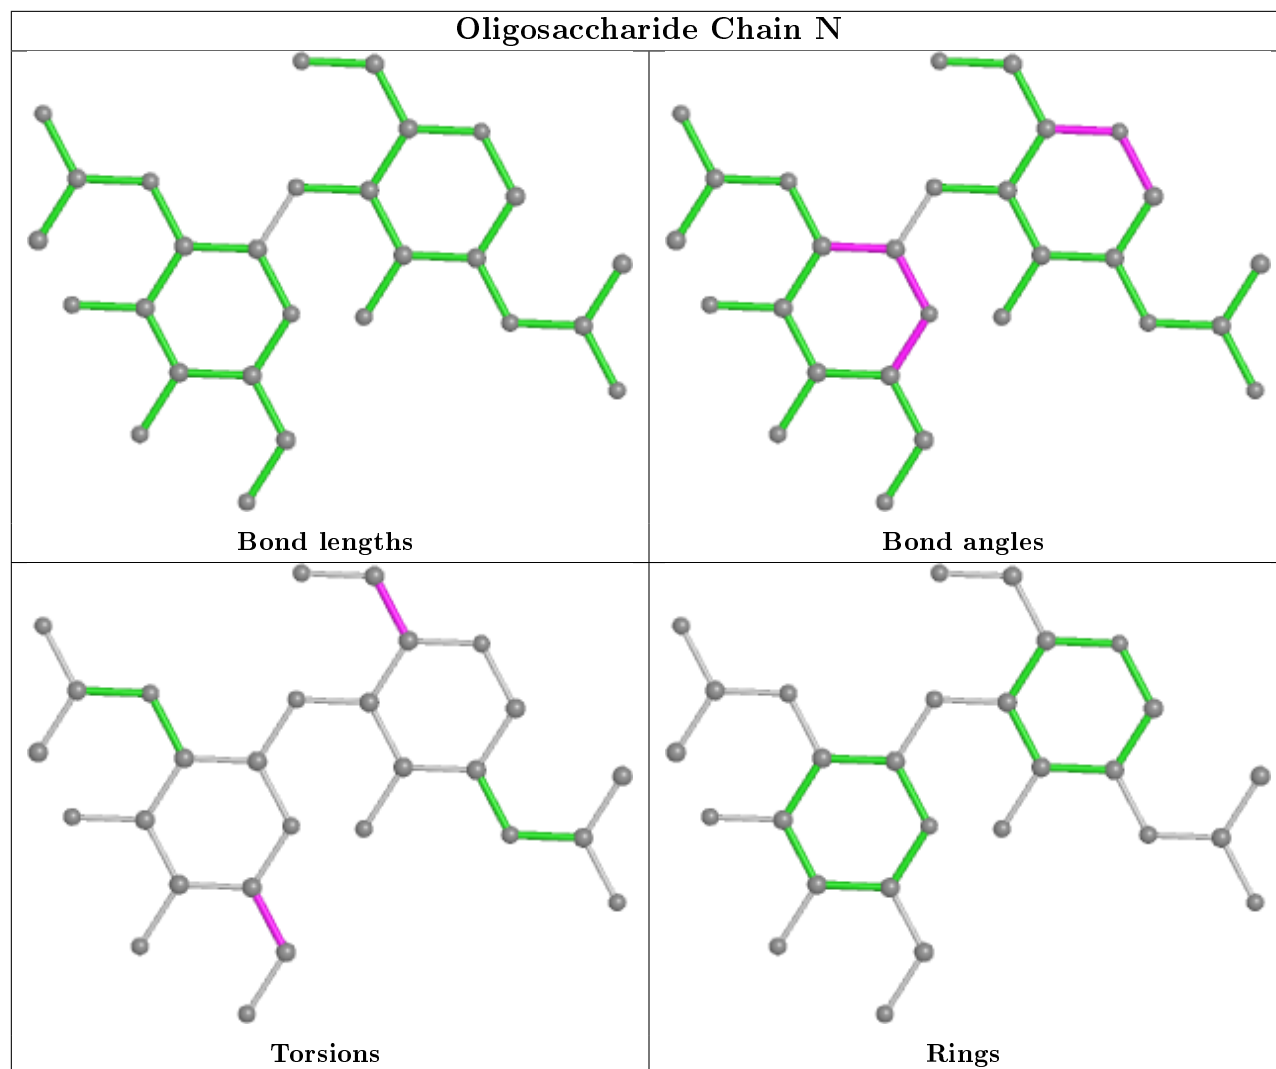 Oligosaccharide Chain N
Bond lengths
Bond angles
Torsions
Rings